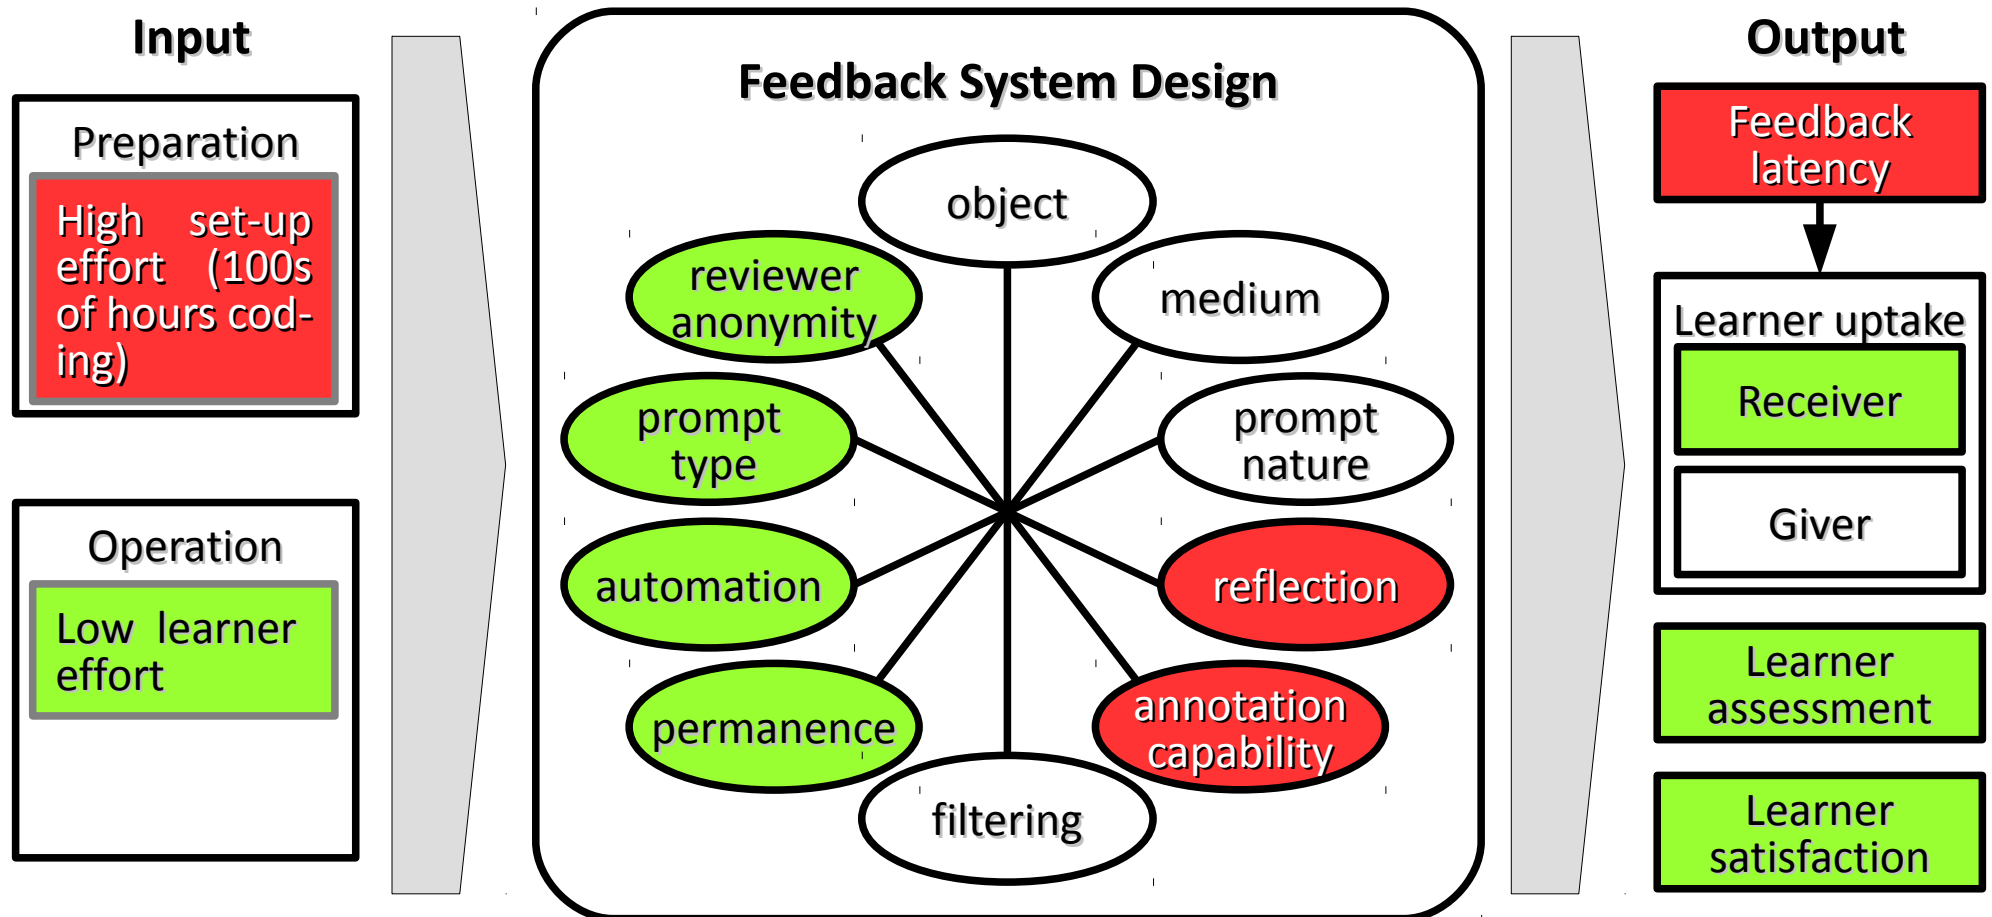 Input
Preparation
High set-up
effort (100s
of hours cod-
ing)
Operation
Low learner
effort
Feedback System Design
object
reviewer
anonymity
medium
prompt
type
prompt
nature
automation
reflection
permanence
annotation
capability
filtering
Output
Feedback
latency
Learner uptake
Receiver
Giver
Learner
assessment
Learner
satisfaction